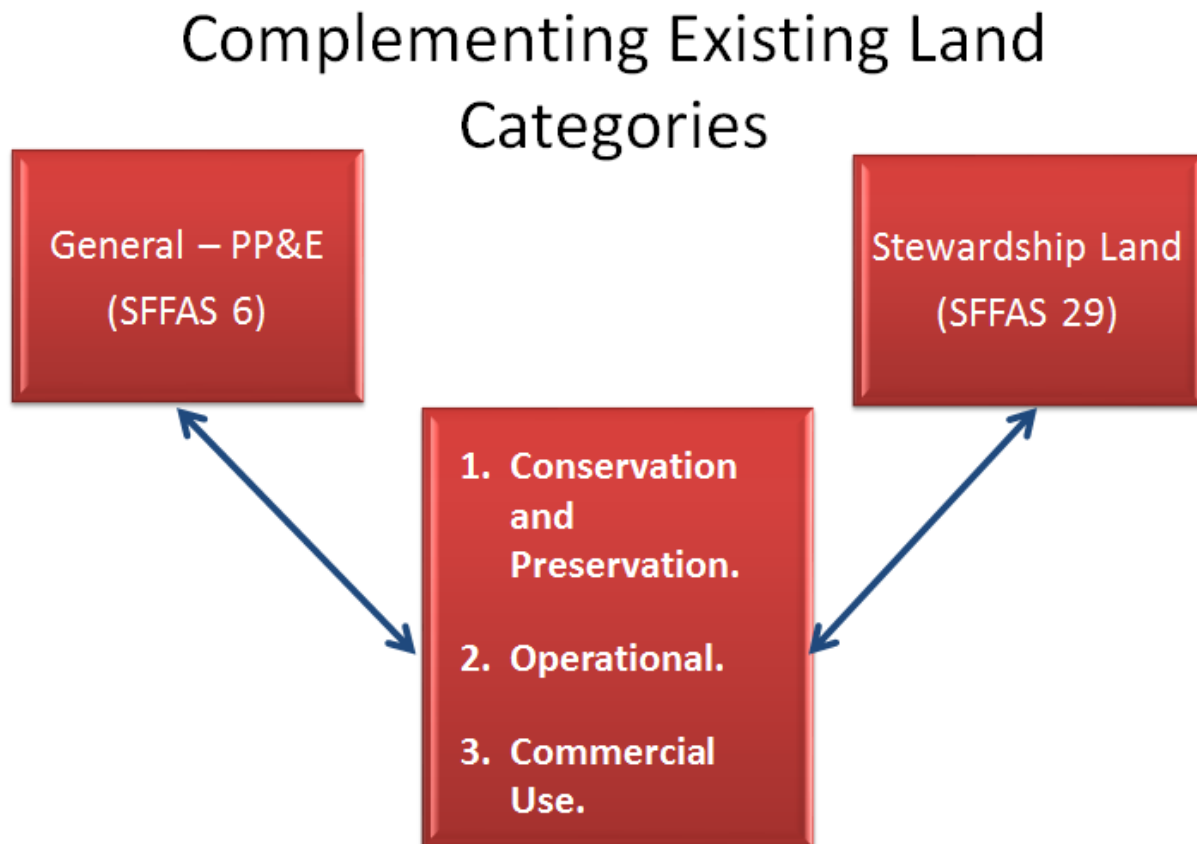 Complementing Existing Land
Categories
General – PP&E
(SFFAS 6)
Stewardship Land
(SFFAS 29)
1. Conservation
and
Preservation.
2. Operational.
3. Commercial
Use.